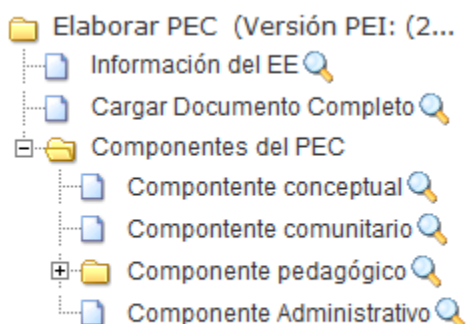 Elaborar PEC (Versión PEI: (2...
Información del EE
Cargar Documento Completo
Componentes del PEC
Compontente conceptual
Compontente comunitario
Componente pedagógico
Componente Administrativo